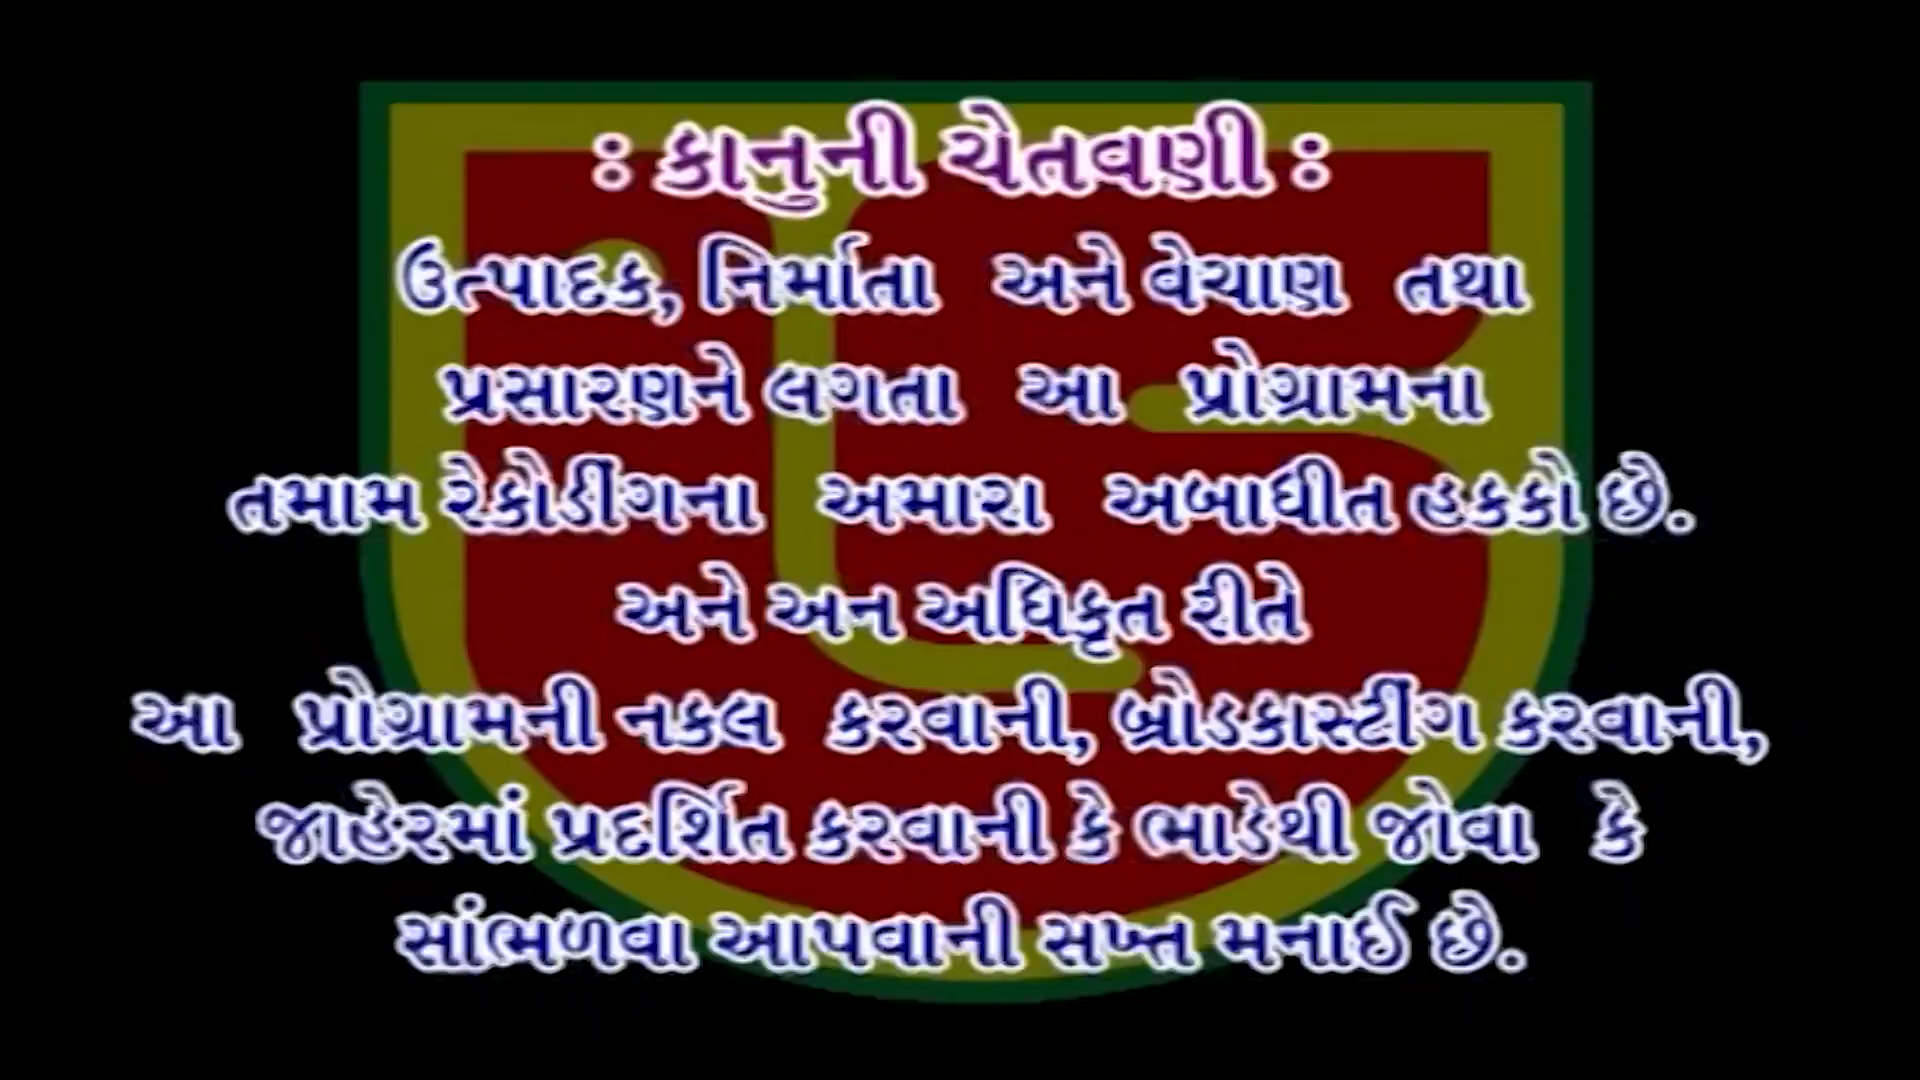 : કાનુની ચેતવણી :
ઉત્પાદક, નિર્માતા અને વેચાણ તથા
પ્રસારણને લગતા આ પ્રોગ્રામના
તમામ રેકોર્ડીંગના અમારા અબાધીત હકકો છે.
અને અન અધિકૃત રીતે
આ પ્રોગ્રામની નકલ કરવાની, બ્રોડકાસ્ટીંગ કરવાની,
જાહેરમાં પ્રદર્શિત કરવાની કે ભાડેથી જોવા કે
સાંભળવા આપવાની સખ્ત મનાઈ છે.